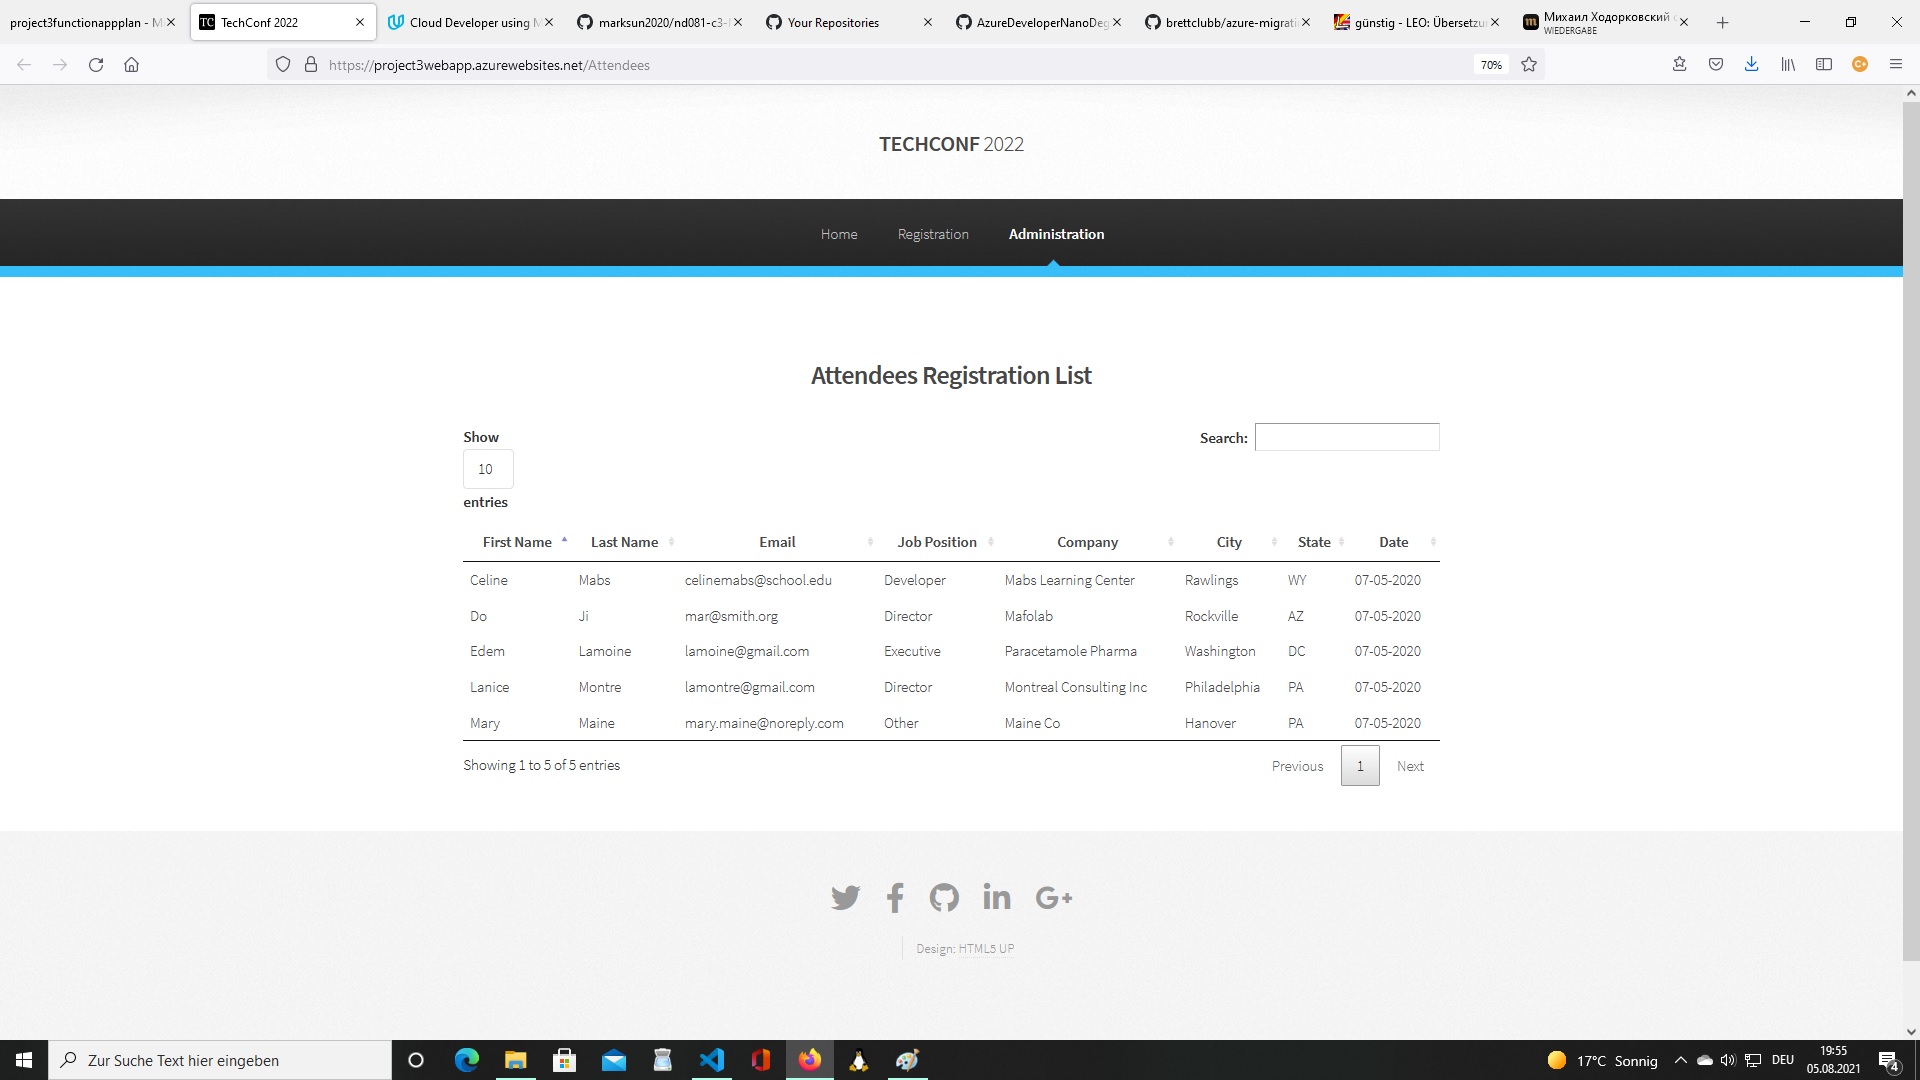 project3functionappplan - M
TechConf 2022
Cloud Developer using M
marksun2020/nd081-c3-
Your Repositories
AzureDeveloperNanoDeg
brettclubb/azure-migrati
günstig - LEO: Übersetzu
Михаил Ходорковский
WIEDERGABE
https://project3webapp.azurewebsites.net/Attendees
70%
TECHCONF 2022
Home Registration Administration
Attendees Registration List
Show
10
entries
Search:
First Name Last Name Email Job Position Company City State Date
Celine Mabs celinemabs@school.edu Developer Mabs Learning Center Rawlings WY 07-05-2020
Do Ji mar@smith.org Director Mafolab Rockville AZ 07-05-2020
Edem Lamoine lamoine@gmail.com Executive Paracetamole Pharma Washington DC 07-05-2020
Lanice Montre lamontre@gmail.com Director Montreal Consulting Inc Philadelphia PA 07-05-2020
Mary Maine mary.maine@noreply.com Other Maine Co Hanover PA 07-05-2020
Showing 1 to 5 of 5 entries
Previous 1 Next
Design: HTML5 UP
Zur Suche Text hier eingeben
17°C Sonnig
DEU
19:55
05.08.2021
4